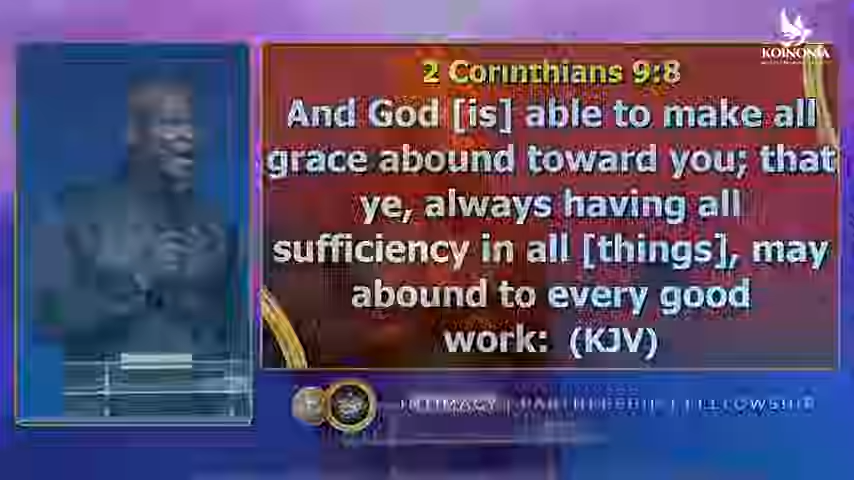 KOINONIA
2 Corinthians 9:8
And God [is] able to make all
grace abound toward you; that
ye, always having all
sufficiency in all [things], may
abound to every good
work: (KJV)
INTIMACY | PARTNERSHIP | FELLOWSHIP